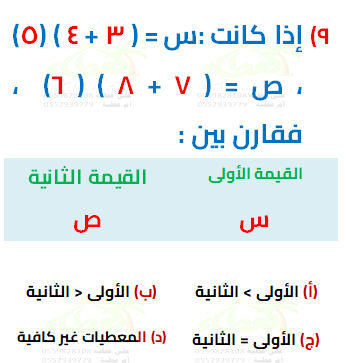 ٩) إذا كانت :س = ( ٣ + ٤ ) (٥)
، ص = ( ٧ + ٨ ) ( ٦) ،
فقارن بين :
القيمة الأولى القيمة الثانية
س ص
(أ) الأولى > الثانية (ب) الأولى < الثانية
(ج) الأولى = الثانية (د) المعطيات غير كافية